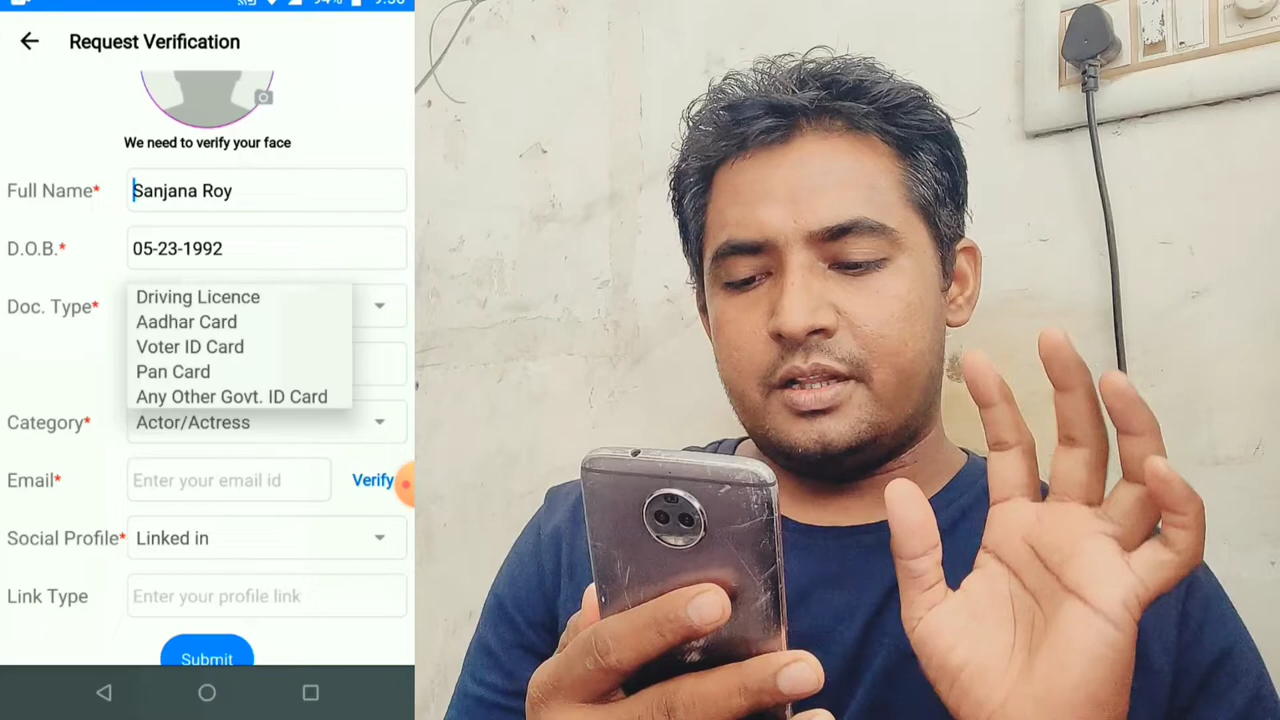 Request Verification
We need to verify your face
Full Name* Sanjana Roy
D.O.B.* 05-23-1992
Doc. Type*
Driving Licence
Aadhar Card
Voter ID Card
Pan Card
Any Other Govt. ID Card
Category* Actor/Actress
Email* Enter your email id Verify
Social Profile* Linked in
Link Type Enter your profile link
Submit